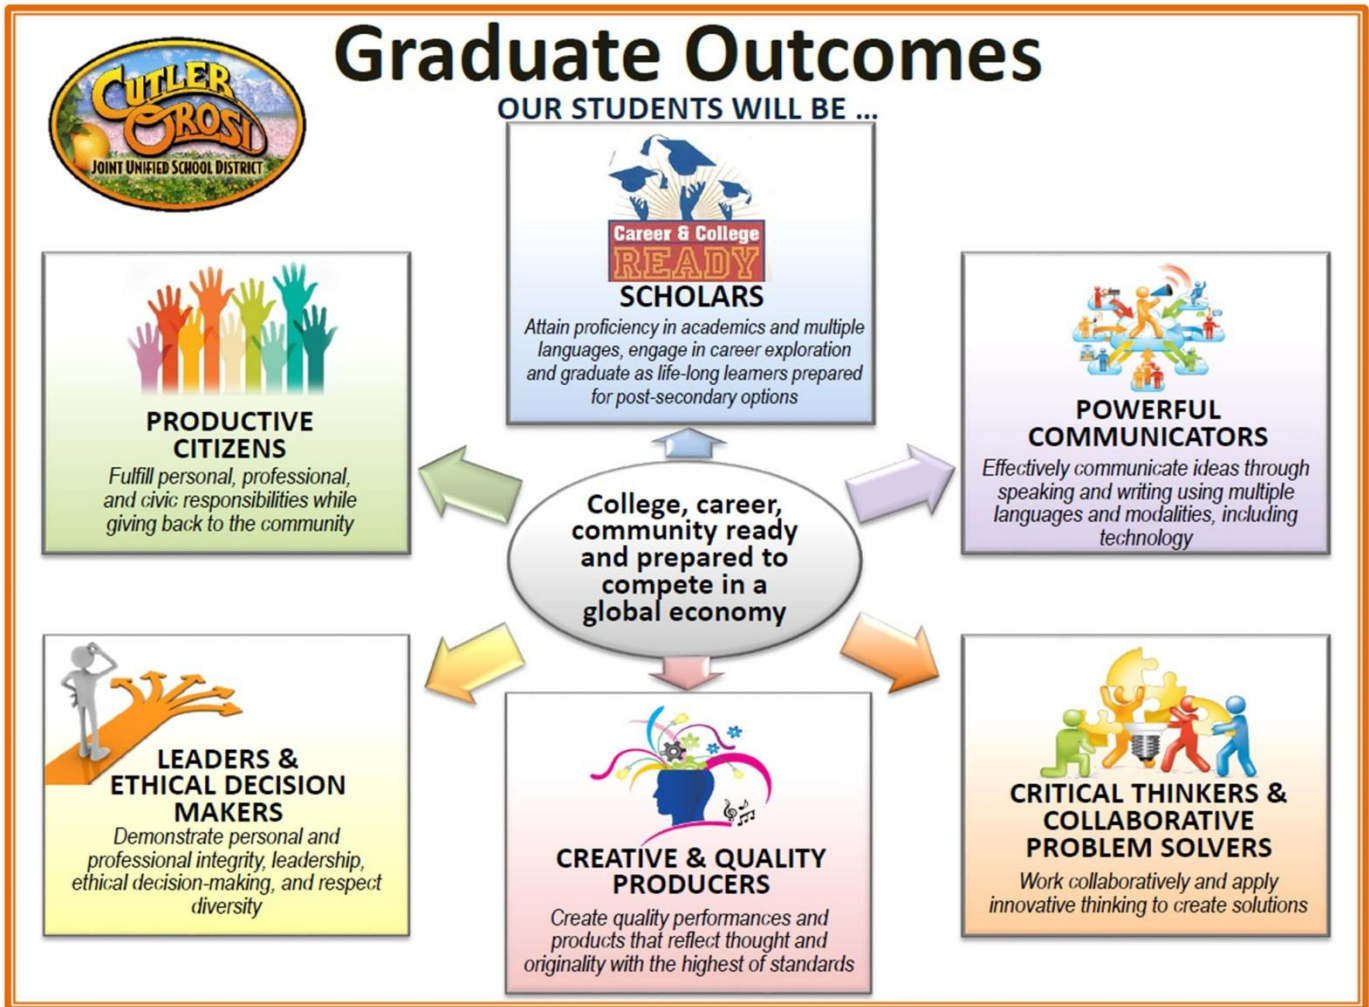 Graduate Outcomes
OUR STUDENTS WILL BE ...
CUTLER
OROSI
JOINT UNIFIED SCHOOL DISTRICT
Career & College
READY
SCHOLARS
Attain proficiency in academics and multiple
languages, engage in career exploration
and graduate as life-long learners prepared
for post-secondary options
PRODUCTIVE
CITIZENS
Fulfill personal, professional,
and civic responsibilities while
giving back to the community
POWERFUL
COMMUNICATORS
Effectively communicate ideas through
speaking and writing using multiple
languages and modalities, including
technology
College, career,
community ready
and prepared to
compete in a
global economy
LEADERS &
ETHICAL DECISION
MAKERS
Demonstrate personal and
professional integrity, leadership,
ethical decision-making, and respect
diversity
CREATIVE & QUALITY
PRODUCERS
Create quality performances and
products that reflect thought and
originality with the highest of standards
CRITICAL THINKERS &
COLLABORATIVE
PROBLEM SOLVERS
Work collaboratively and apply
innovative thinking to create solutions